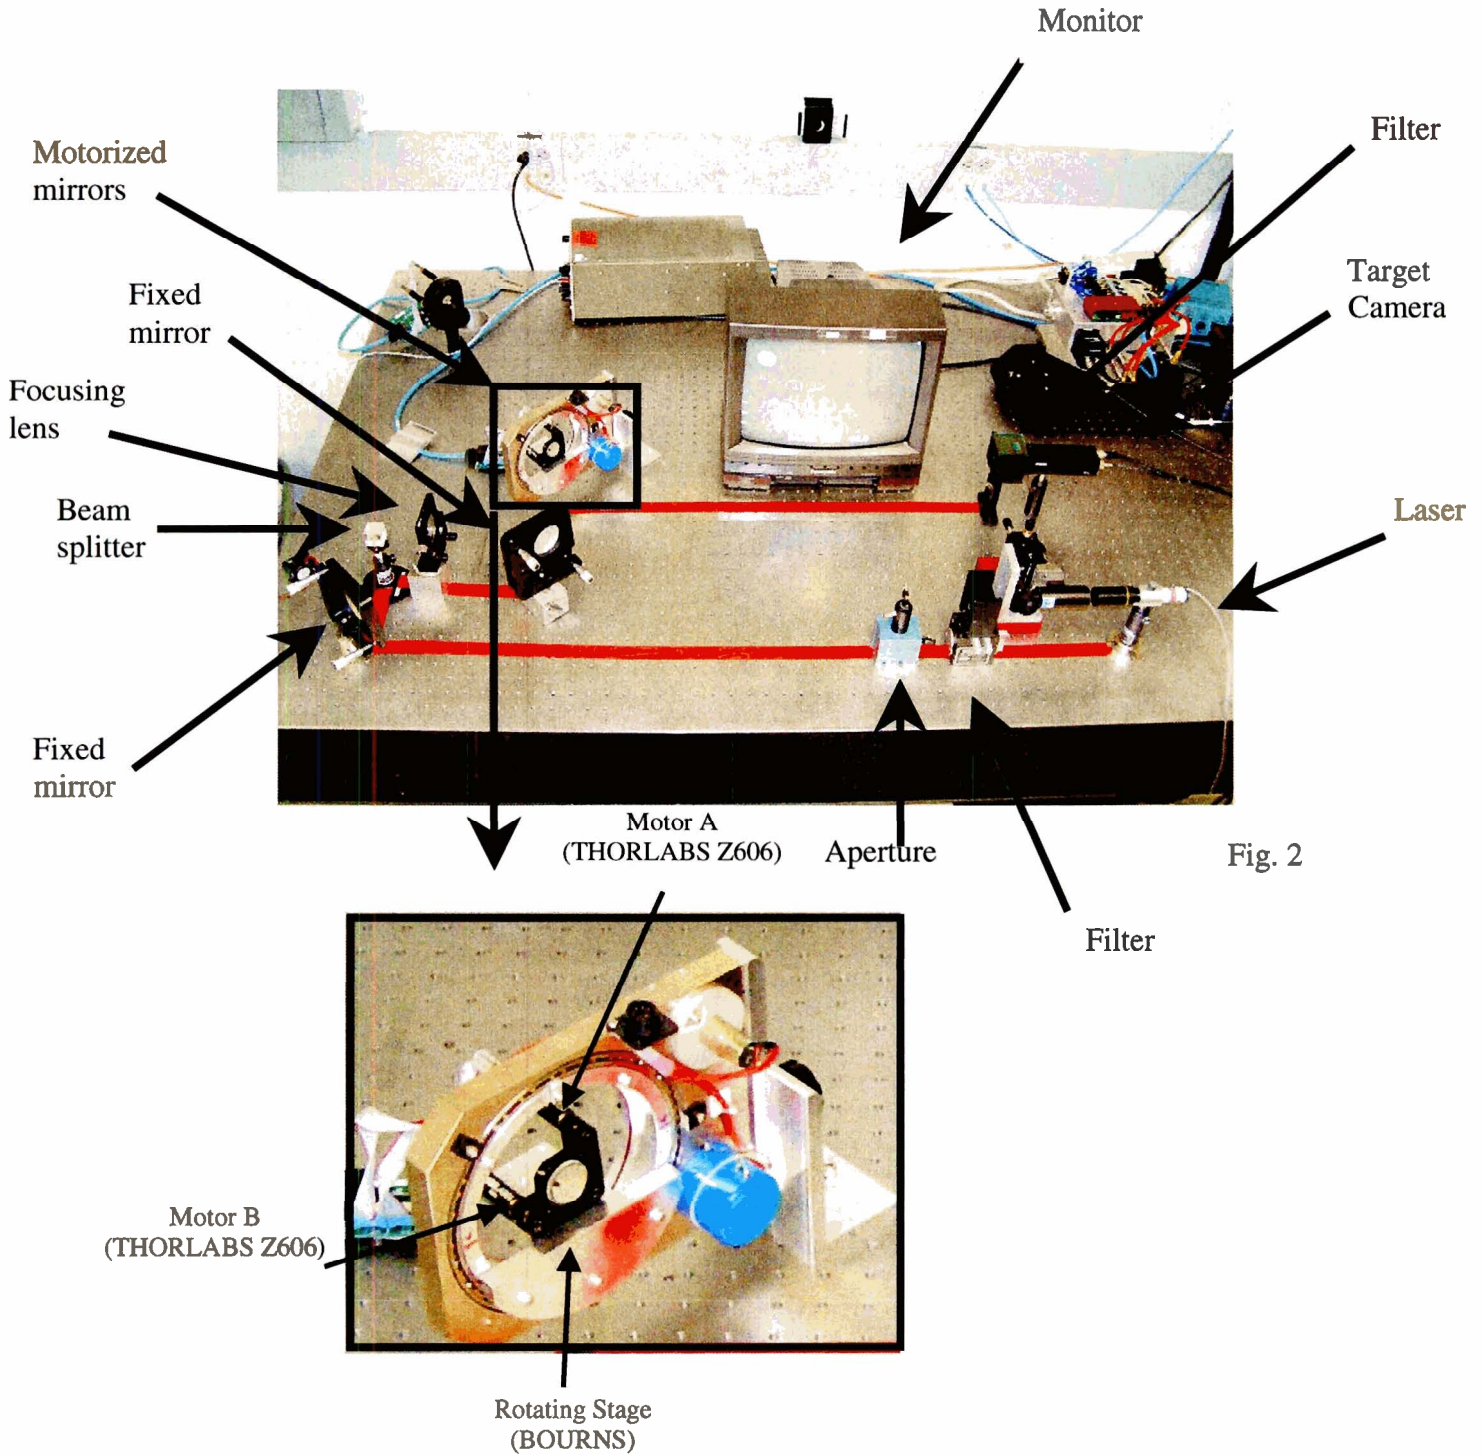 Monitor
Filter
Motorized
mirrors
Target
Camera
Fixed
mirror
Focusing
lens
Laser
Beam
splitter
Fixed
mirror
Motor A
(THORLABS Z606)
Aperture
Fig. 2
Filter
Motor B
(THORLABS Z606)
Rotating Stage
(BOURNS)